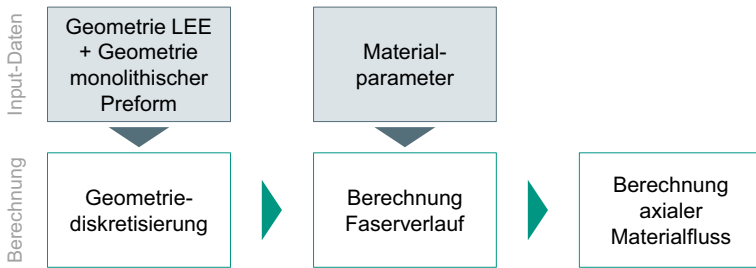 Input-Daten
Geometrie LEE
+ Geometrie
monolithischer
Preform
Material-
parameter
Berechnung
Geometrie-
diskretisierung
Berechnung
Faserverlauf
Berechnung
axialer
Materialfluss